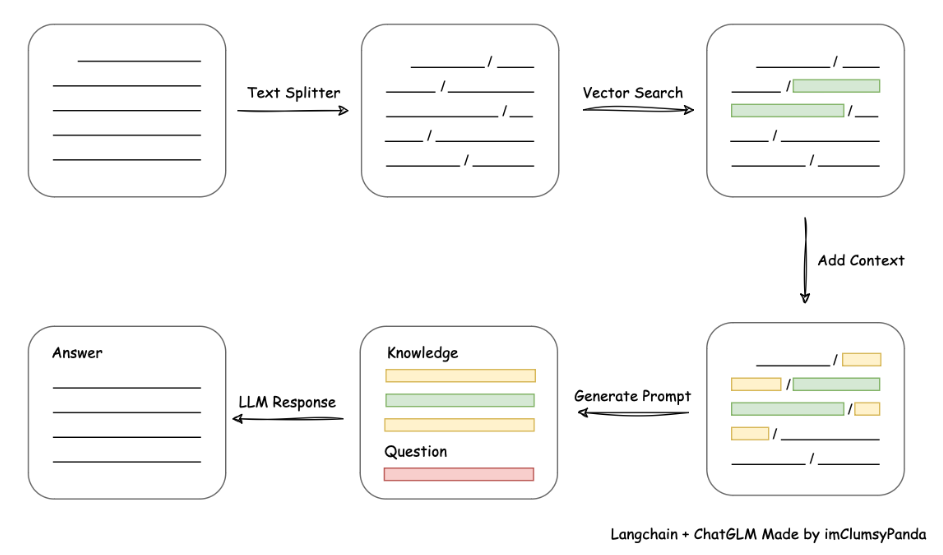 Text Splitter
Vector Search
Add Context
Generate Prompt
Knowledge
Question
LLM Response
Answer
Langchain + ChatGLM Made by imClumsyPanda